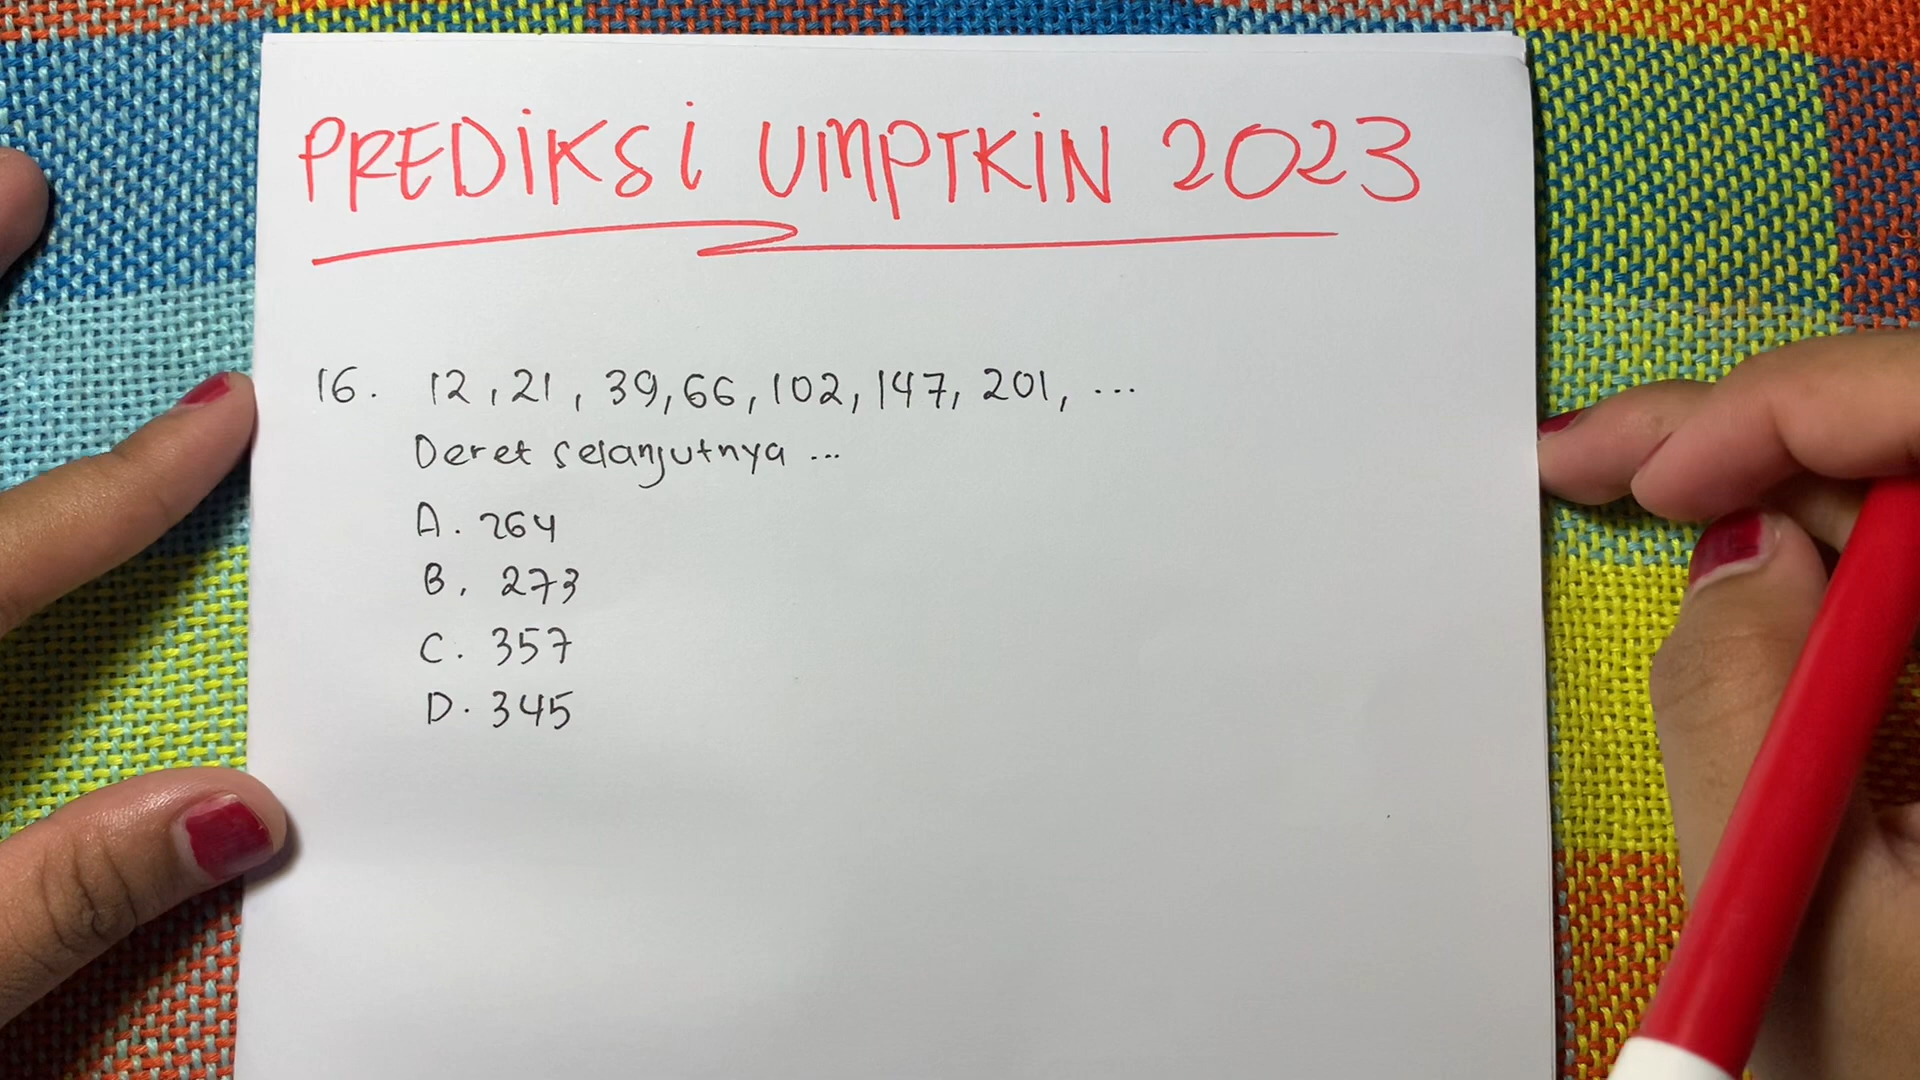 PREDiKSi UMPTKiN 2023
16. 12, 21, 39, 66, 102, 147, 201, ...
Deret selanjutnya ...
A. 264
B. 273
C. 357
D. 345